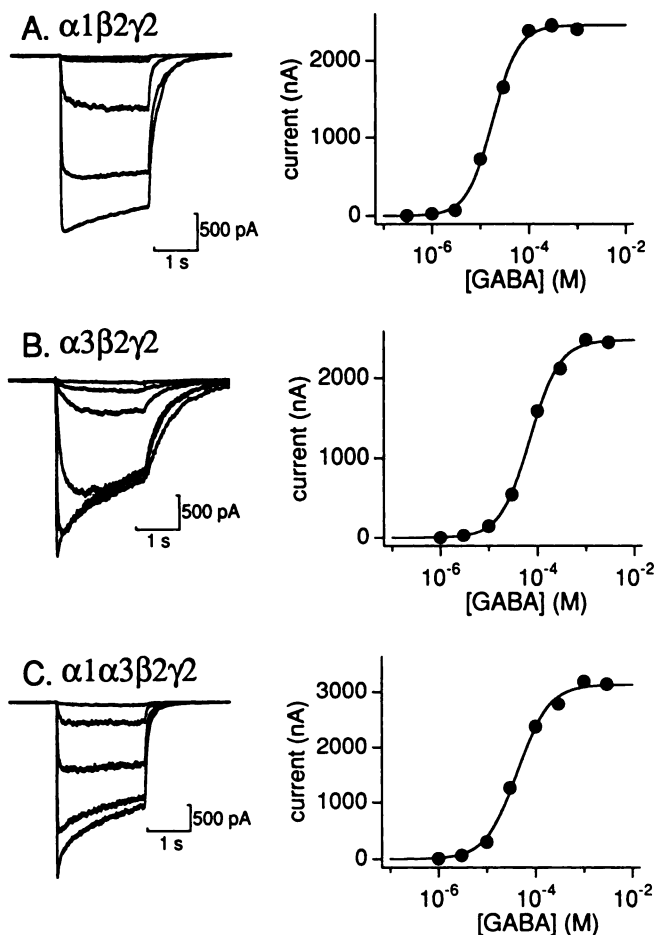 A. α1β2γ2
500 pA
1 s
current (nA)
2000
1000
0
10-6
10-4
10-2
[GABA] (M)
B. α3β2γ2
500 pA
1 s
current (nA)
2000
1000
0
10-6
10-4
10-2
[GABA] (M)
C. α1α3β2γ2
500 pA
1 s
current (nA)
3000
2000
1000
0
10-6
10-4
10-2
[GABA] (M)